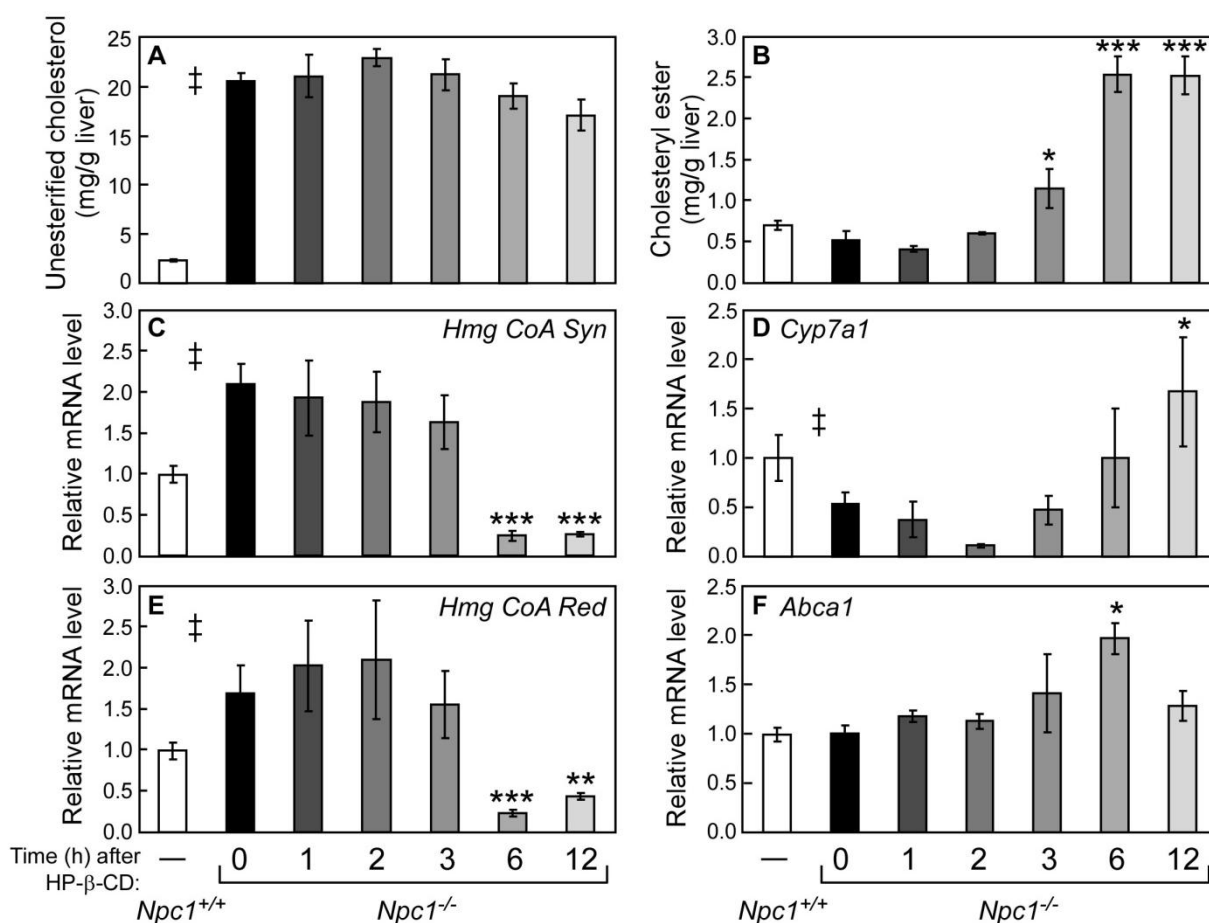 A
‡
Unesterified cholesterol
(mg/g liver)
25
20
15
10
5
0
B
*
***
***
Cholesteryl ester
(mg/g liver)
3.0
2.5
2.0
1.5
1.0
0.5
0.0
C
Hmg CoA Syn
‡
***
***
Relative mRNA level
3.0
2.5
2.0
1.5
1.0
0.5
0.0
D
Cyp7a1
‡
*
Relative mRNA level
2.5
2.0
1.5
1.0
0.5
0.0
E
Hmg CoA Red
‡
***
**
Relative mRNA level
3.0
2.5
2.0
1.5
1.0
0.5
0.0
F
Abca1
*
Relative mRNA level
3.0
2.5
2.0
1.5
1.0
0.5
0.0
Time (h) after
HP-β-CD:
— 0 1 2 3 6 12
Npc1+/+ Npc1-/-
— 0 1 2 3 6 12
Npc1+/+ Npc1-/-